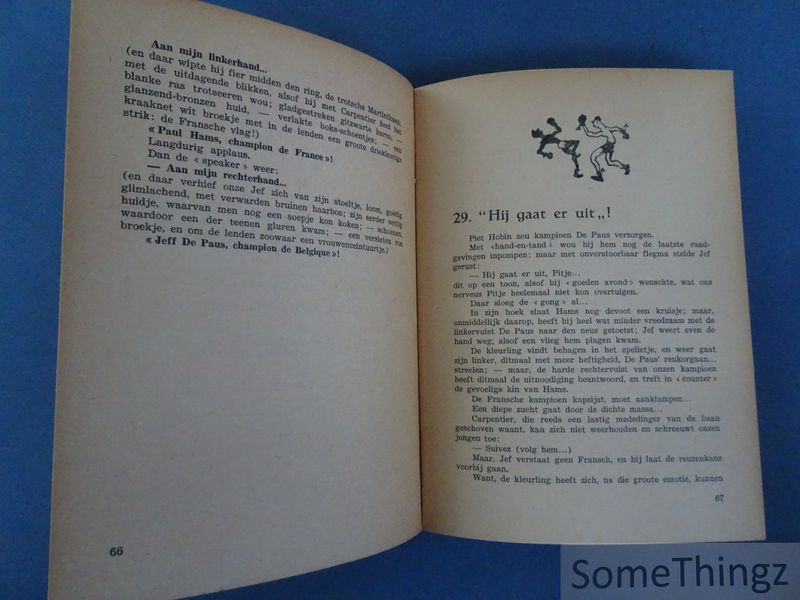 Aan mijn linkerhand...
(en daar wipte hij fier midden den ring, de trotsche Martinikaan,
met de uitdagende blikken, alsof hij met Carpentier heel het
blanke ras trotseeren wou; gladgestreken gitzwarte haren, —
glanzend-bronzen huid, — verlakte boks-schoentjes; — een
kraaknet wit broekje met in de lenden een groote driekleurige
strik: de Fransche vlag!)
« Paul Hams, champion de France »!
Langdurig applaus.
Dan de « speaker » weer:
— Aan mijn rechterhand...
(en daar verhief onze Jef zich van zijn stoeltje, loom, goedig
glimlachend, met verwarden bruinen haarbos; zijn eerder vettig
huidje, waarvan men nog een soepje kon koken; — schoenen,
waardoor een der teenen gluren kwam; — een versleten
broekje, en om de lenden zoowaar een vrouwenceintuurtje.)
« Jeff De Paus, champion de Belgique »!
66
29. "Hij gaat er uit„!
Piet Hobin zou kampioen De Paus verzorgen.
Met «hand-en-tand» wou hij hem nog de laatste raad-
gevingen inpompen; maar met onverstoorbaar flegma stelde Jef
gerust:
— Hij gaat er uit, Pitje...
dit op een toon, alsof hij « goeden avond » wenschte, wat ons
nerveus Pitje heelemaal niet kon overtuigen.
Daar sloeg de « gong » al...
In zijn hoek slaat Hams nog devoot een kruisje; maar,
onmiddellijk daarop, heeft hij heel wat minder vreedzaam met de
linkervuist De Paus naar den neus getoetst; Jef weert even de
hand weg, alsof een vlieg hem plagen kwam.
De kleurling vindt behagen in het spelletje, en weer gaat
zijn linker, ditmaal met meer heftigheid, De Paus' reukorgaan...
streelen; — maar, de harde rechtervuist van onzen kampioen
heeft ditmaal de uitnoodiging beantwoord, en treft in « counter »
de gevoelige kin van Hams.
De Fransche kampioen kapsijst, moet aanklampen...
Een diepe zucht gaat door de dichte massa...
Carpentier, die reeds een lastig mededinger van de baan
geschoven waant, kan zich niet weerhouden en schreeuwt onzen
jongen toe:
— Suivez (volg hem...)
Maar, Jef verstaat geen Fransch, en hij laat de reuzenkans
voorbij gaan.
Want, de kleurling heeft zich, na die groote emotie, kunnen
67
SomeThingz